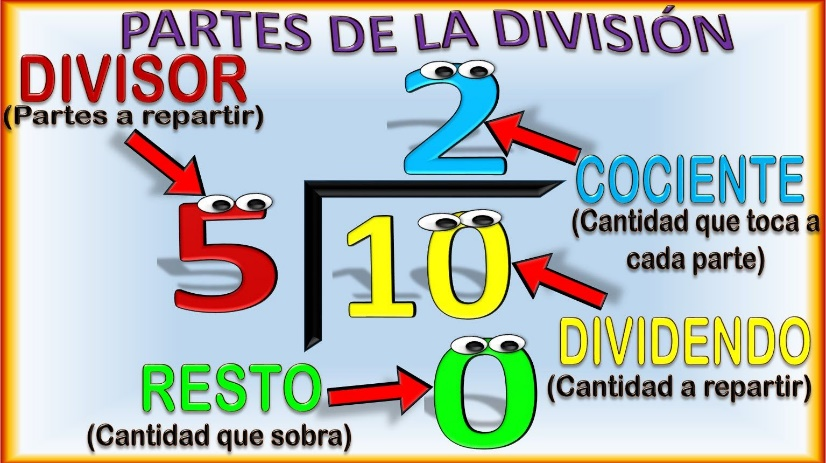 PARTES DE LA DIVISIÓN
DIVISOR
(Partes a repartir)
2
COCIENTE
(Cantidad que toca a
cada parte)
5
10
DIVIDENDO
(Cantidad a repartir)
RESTO
(Cantidad que sobra)
0